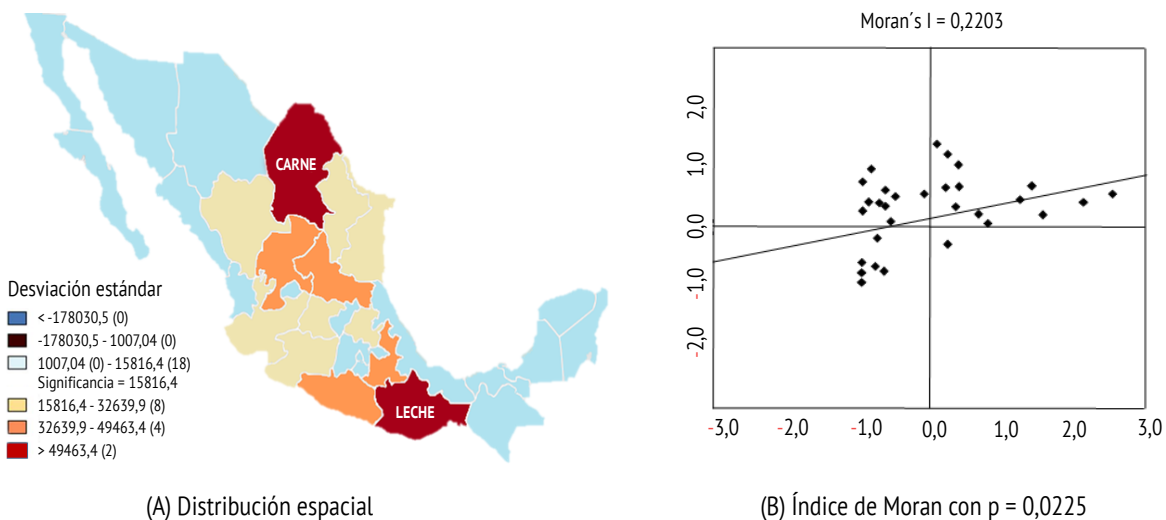 CARNE
LECHE
Desviación estándar
< -178030,5 (0)
-178030,5 - 1007,04 (0)
1007,04 (0) - 15816,4 (18)
Significancia = 15816,4
15816,4 - 32639,9 (8)
32639,9 - 49463,4 (4)
> 49463,4 (2)
(A) Distribución espacial
Moran´s I = 0,2203
2,0
1,0
0,0
-1,0
-2,0
-3,0 -2,0 -1,0 0,0 1,0 2,0 3,0
(B) Índice de Moran con p = 0,0225